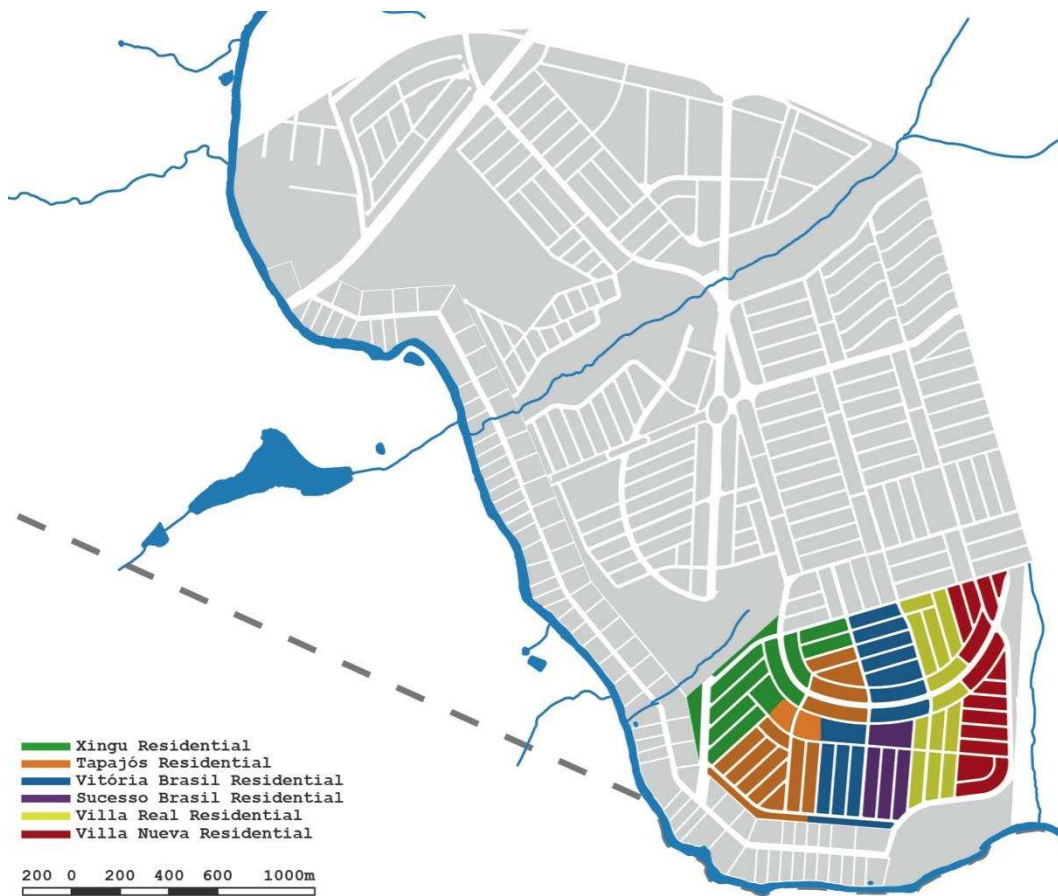 Xingu Residential
Tapajós Residential
Vitória Brasil Residential
Sucesso Brasil Residential
Villa Real Residential
Villa Nueva Residential
200 0 200 400 600 1000m